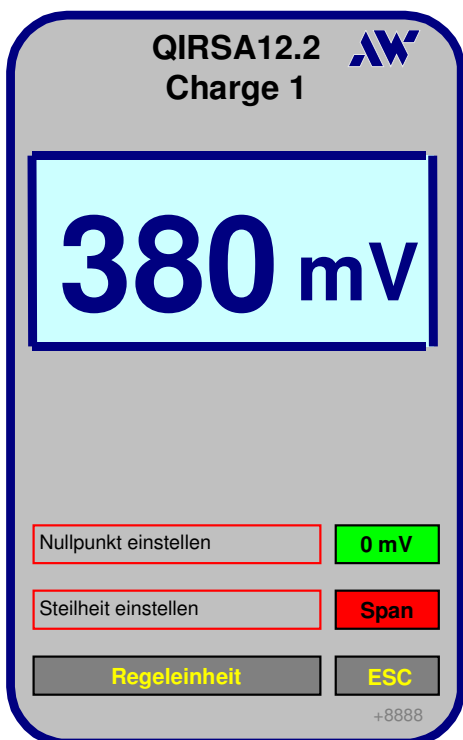 QIRSA12.2 AW
Charge 1
380 mV
Nullpunkt einstellen 0 mV
Steilheit einstellen Span
Regeleinheit ESC
+8888